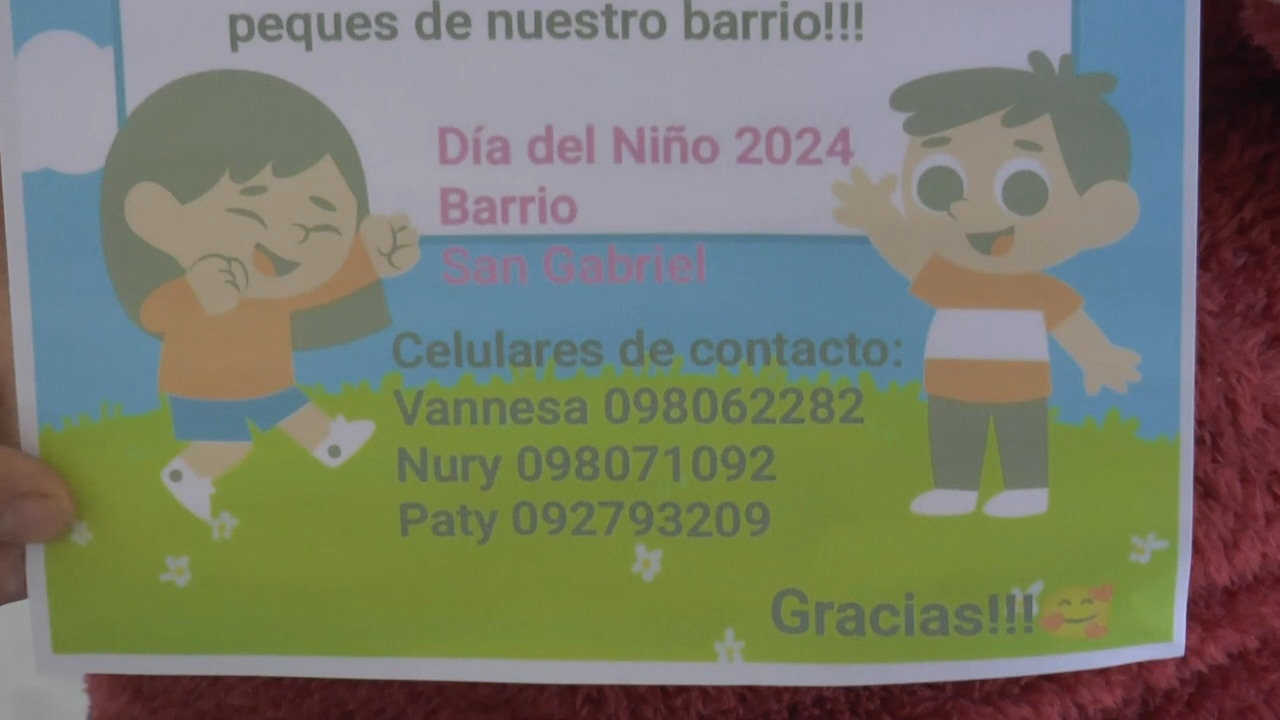 peques de nuestro barrio!!!
Día del Niño 2024
Barrio
San Gabriel
Celulares de contacto:
Vannesa 098062282
Nury 098071092
Paty 092793209
Gracias!!!🥰